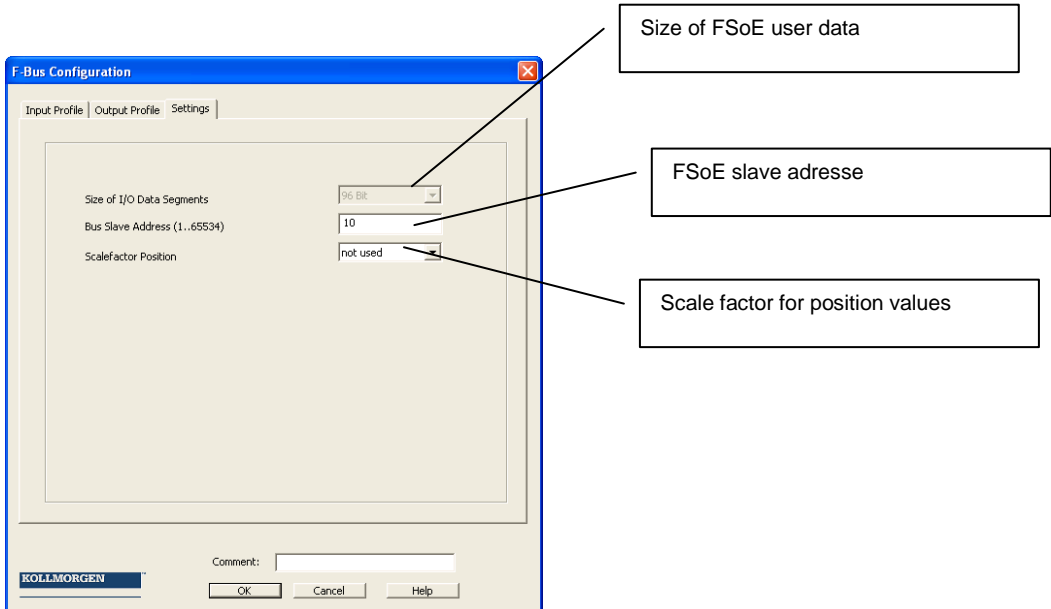 Size of FSoE user data
F-Bus Configuration
Input Profile
Output Profile
Settings
Size of I/O Data Segments
96 Bit
Bus Slave Address (1..65534)
10
Scalefactor Position
not used
FSoE slave adresse
Scale factor for position values
Comment:
KOLLMORGEN
OK
Cancel
Help